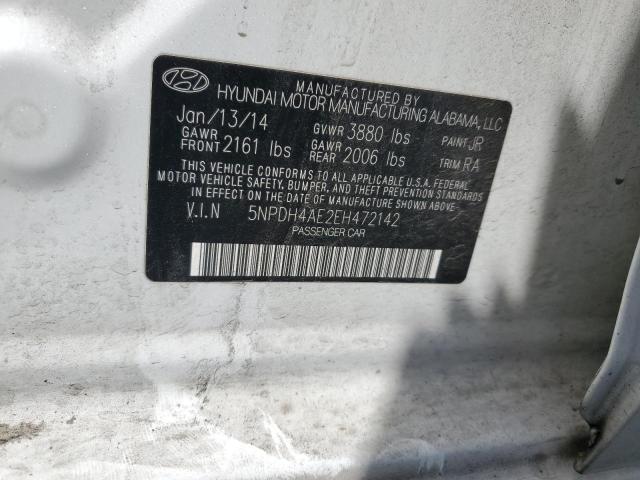 MANUFACTURED BY
HYUNDAI MOTOR MANUFACTURING ALABAMA, LLC
Jan/13/14 GVWR 3880 lbs PAINT JR
GAWR FRONT 2161 lbs GAWR REAR 2006 lbs TRIM RA
THIS VEHICLE CONFORMS TO ALL APPLICABLE U.S.A. FEDERAL
MOTOR VEHICLE SAFETY, BUMPER, AND THEFT PREVENTION STANDARDS
IN EFFECT ON THE DATE OF MANUFACTURE SHOWN ABOVE-
V.I.N 5NPDH4AE2EH472142
PASSENGER CAR